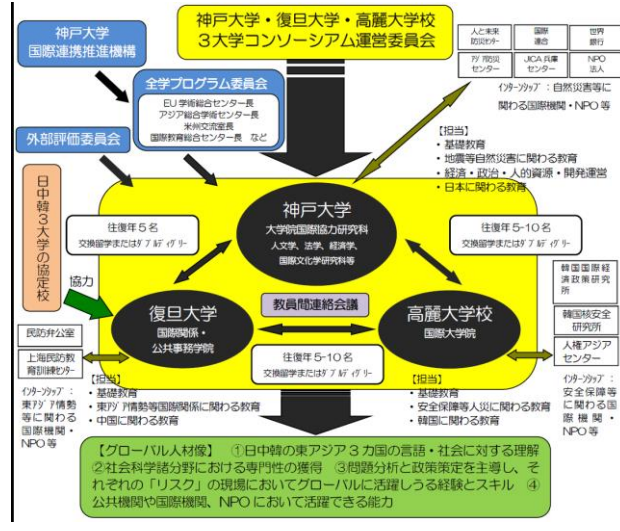 神戸大学・復旦大学・高麗大学校
3大学コンソーシアム運営委員会
神戸大学
国際連携推進機構
全学プログラム委員会
EU学術総合センター長
アジア総合学術センター長
米州交流室長
国際教育総合センター長 など
外部評価委員会
人と未来
防災センター
国際
連合
世界
銀行
アジア防災
センター
JICA兵庫
センター
NPO
法人
インターンシップ：自然災害等に
関わる国際機関・NPO等
【担当】
・基礎教育
・地震等自然災害に関わる教育
・経済・政治・人的資源・開発運営
・日本に関わる教育
日中韓3大学の協定校
協力
神戸大学
大学院国際協力研究科
人文学、法学、経済学、
国際文化学研究科等
往復年5名
交換留学またはダブルディグリー
往復年5-10名
交換留学またはダブルディグリー
復旦大学
国際関係・
公共事務学院
教員間連絡会議
高麗大学校
国際大学院
往復年5-10名
交換留学またはダブルディグリー
民防弁公室
上海民防教
育訓練センター
インターンシップ：
東アジア情勢
等に関わる
国際機関・
NPO等
【担当】
・基礎教育
・東アジア情勢等国際関係に関わる教育
・中国に関わる教育
【担当】
・基礎教育
・安全保障等人災に関わる教育
・韓国に関わる教育
韓国国際経
済政策研究
所
韓国核安全
研究所
人権アジア
センター
インターンシップ：
安全保障等
に関わる国
際機関・
NPO等
【グローバル人材像】 ①日中韓の東アジア3カ国の言語・社会に対する理解
②社会科学諸分野における専門性の獲得 ③問題分析と政策策定を主導し、そ
れぞれの「リスク」の現場においてグローバルに活躍しうる経験とスキル ④
公共機関や国際機関、NPOにおいて活躍できる能力